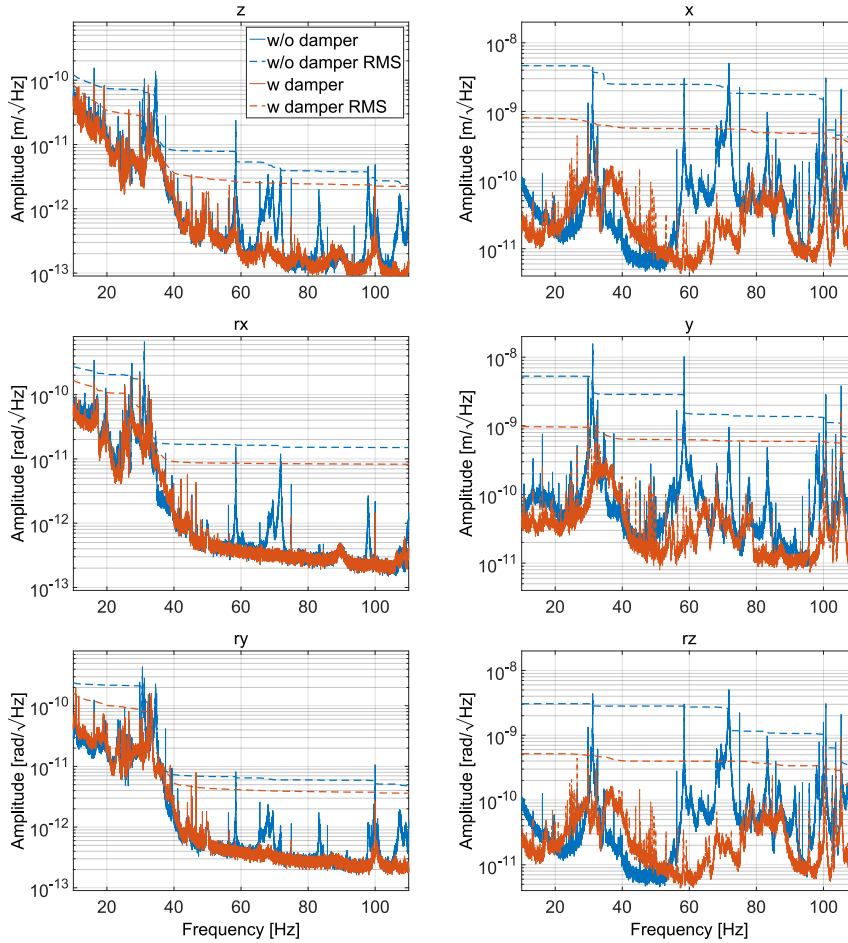 z
x
w/o damper
w/o damper RMS
w damper
w damper RMS
Amplitude [m/√Hz]
10-10
10-11
10-12
10-13
20 40 60 80 100
Amplitude [m/√Hz]
10-8
10-9
10-10
10-11
20 40 60 80 100
rx
y
Amplitude [rad/√Hz]
10-10
10-11
10-12
10-13
20 40 60 80 100
Amplitude [m/√Hz]
10-8
10-9
10-10
10-11
20 40 60 80 100
ry
rz
Amplitude [rad/√Hz]
10-10
10-11
10-12
10-13
20 40 60 80 100
Frequency [Hz]
Amplitude [m/√Hz]
10-8
10-9
10-10
10-11
20 40 60 80 100
Frequency [Hz]